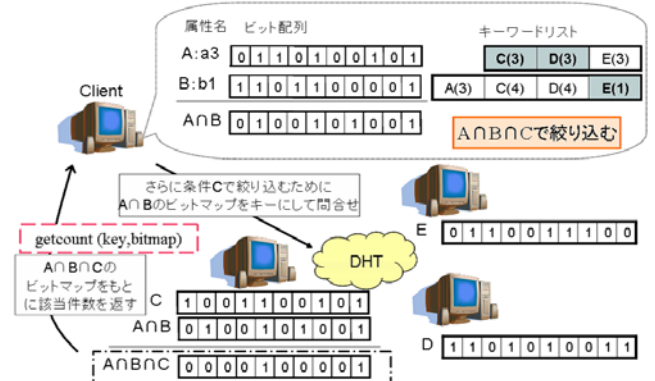 属性名 ビット配列 キーワードリスト
A:a3 0 1 1 0 1 0 0 1 0 1 C(3) D(3) E(3)
B:b1 1 1 0 1 1 0 0 0 0 1 A(3) C(4) D(4) E(1)
Client
A∩B 0 1 0 0 1 0 1 0 0 1
A∩B∩Cで絞り込む
さらに条件Cで絞り込むために
A∩Bのビットマップをキーにして問合せ
getcount (key,bitmap)
E 0 1 1 0 0 1 1 1 0 0
A∩B∩Cの
ビットマップをもと
に該当件数を返す
DHT
C 1 0 0 1 1 0 0 1 0 1
A∩B 0 1 0 0 1 0 1 0 0 1
D 1 1 0 1 0 1 0 0 1 1
A∩B∩C 0 0 0 0 1 0 0 0 0 1